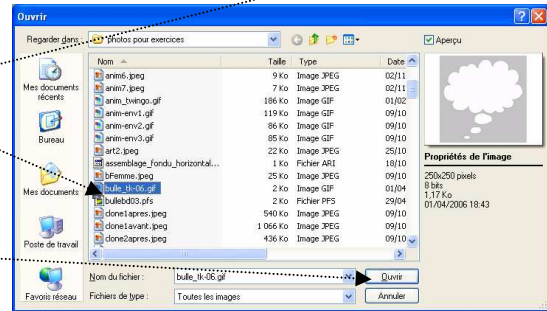 Ouvrir
Regarder dans : photos pour exercices
Aperçu
Nom Taille Type Date
anim6.jpeg 9 Ko Image JPEG 02/11
anim7.jpeg 7 Ko Image JPEG 02/11
anim_twingo.gif 186 Ko Image GIF 01/02
anim-env1.gif 119 Ko Image GIF 09/10
anim-env2.gif 86 Ko Image GIF 09/10
anim-env3.gif 85 Ko Image GIF 09/10
art2.jpeg 22 Ko Image JPEG 25/10
assemblage_fondu_horizontal... 1 Ko Fichier ARI 18/10
bFemme.jpeg 25 Ko Image JPEG 09/10
bulle_tk-06.gif 2 Ko Image GIF 01/04
bullebd03.pfs 2 Ko Fichier PFS 29/04
clone1apres.jpeg 540 Ko Image JPEG 09/10
clone1avant.jpeg 1 066 Ko Image JPEG 09/10
clone2apres.jpeg 436 Ko Image JPEG 09/10
Mes documents
récents
Bureau
Mes documents
Poste de travail
Favoris réseau
Propriétés de l'image
250x250 pixels
8 bits
1,17 Ko
01/04/2006 18:43
Nom du fichier : bulle_tk-06.gif Ouvrir
Fichiers de type : Toutes les images Annuler